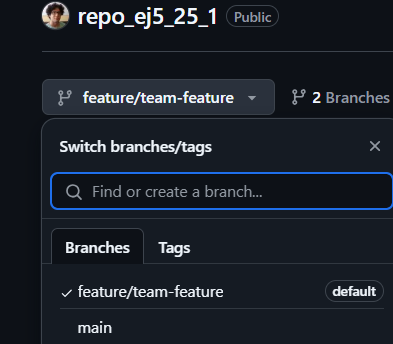 repo_ej5_25_1 Public
feature/team-feature 2 Branches
Switch branches/tags
Find or create a branch...
Branches Tags
feature/team-feature default
main